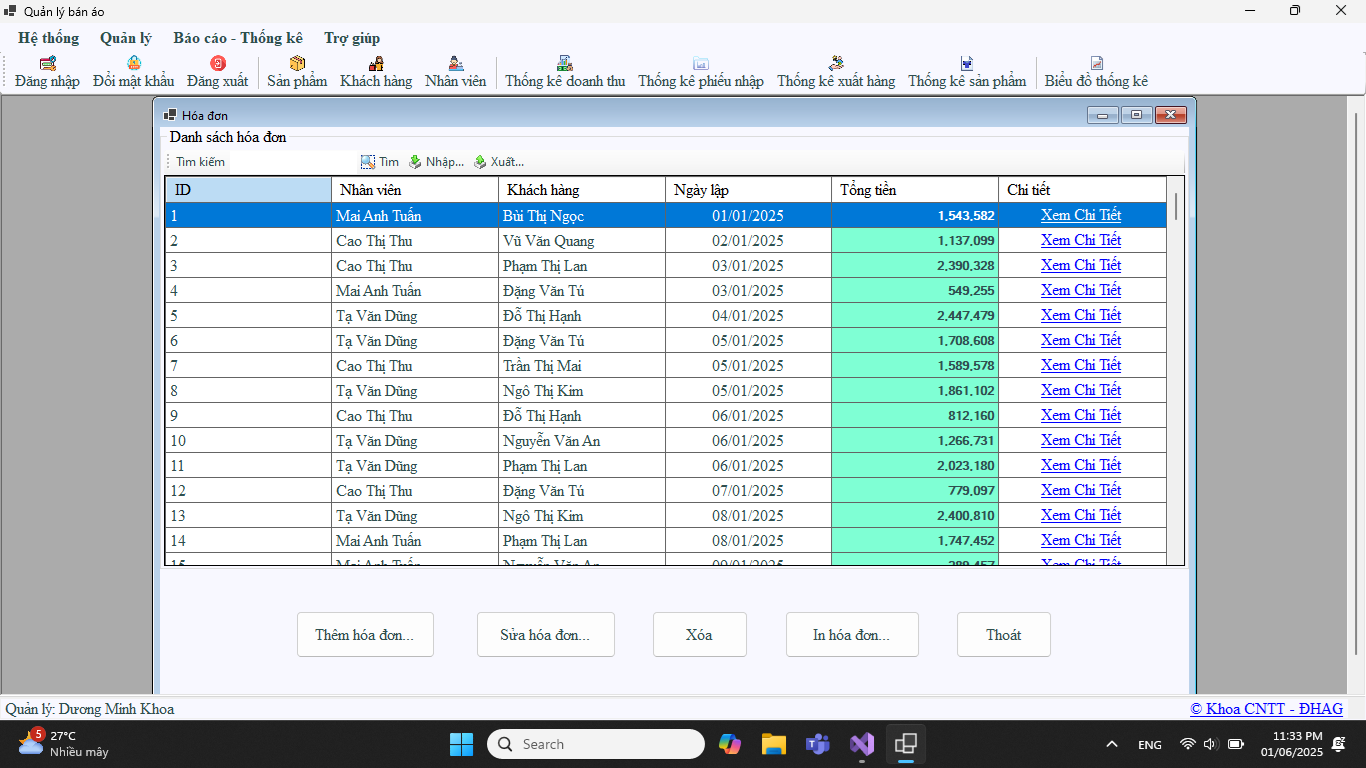 Quản lý bán áo
Hệ thống Quản lý Báo cáo - Thống kê Trợ giúp
Đăng nhập Đổi mật khẩu Đăng xuất Sản phẩm Khách hàng Nhân viên Thống kê doanh thu Thống kê phiếu nhập Thống kê xuất hàng Thống kê sản phẩm Biểu đồ thống kê
Hóa đơn
Danh sách hóa đơn
Tìm kiếm Tìm Nhập... Xuất...
ID Nhân viên Khách hàng Ngày lập Tổng tiền Chi tiết
1 Mai Anh Tuấn Bùi Thị Ngọc 01/01/2025 1,543,582 Xem Chi Tiết
2 Cao Thị Thu Vũ Văn Quang 02/01/2025 1,137,099 Xem Chi Tiết
3 Cao Thị Thu Phạm Thị Lan 03/01/2025 2,390,328 Xem Chi Tiết
4 Mai Anh Tuấn Đặng Văn Tú 03/01/2025 549,255 Xem Chi Tiết
5 Tạ Văn Dũng Đỗ Thị Hạnh 04/01/2025 2,447,479 Xem Chi Tiết
6 Tạ Văn Dũng Đặng Văn Tú 05/01/2025 1,708,608 Xem Chi Tiết
7 Cao Thị Thu Trần Thị Mai 05/01/2025 1,589,578 Xem Chi Tiết
8 Tạ Văn Dũng Ngô Thị Kim 05/01/2025 1,861,102 Xem Chi Tiết
9 Cao Thị Thu Đỗ Thị Hạnh 06/01/2025 812,160 Xem Chi Tiết
10 Tạ Văn Dũng Nguyễn Văn An 06/01/2025 1,266,731 Xem Chi Tiết
11 Tạ Văn Dũng Phạm Thị Lan 06/01/2025 2,023,180 Xem Chi Tiết
12 Cao Thị Thu Đặng Văn Tú 07/01/2025 779,097 Xem Chi Tiết
13 Tạ Văn Dũng Ngô Thị Kim 08/01/2025 2,400,810 Xem Chi Tiết
14 Mai Anh Tuấn Phạm Thị Lan 08/01/2025 1,747,452 Xem Chi Tiết
15 Mai Anh Tuấn Nguyễn Văn An 09/01/2025 Xem Chi Tiết
Thêm hóa đơn... Sửa hóa đơn... Xóa In hóa đơn... Thoát
Quản lý: Dương Minh Khoa © Khoa CNTT - ĐHAG
5 27°C
Nhiều mây
Search
ENG
11:33 PM
01/06/2025